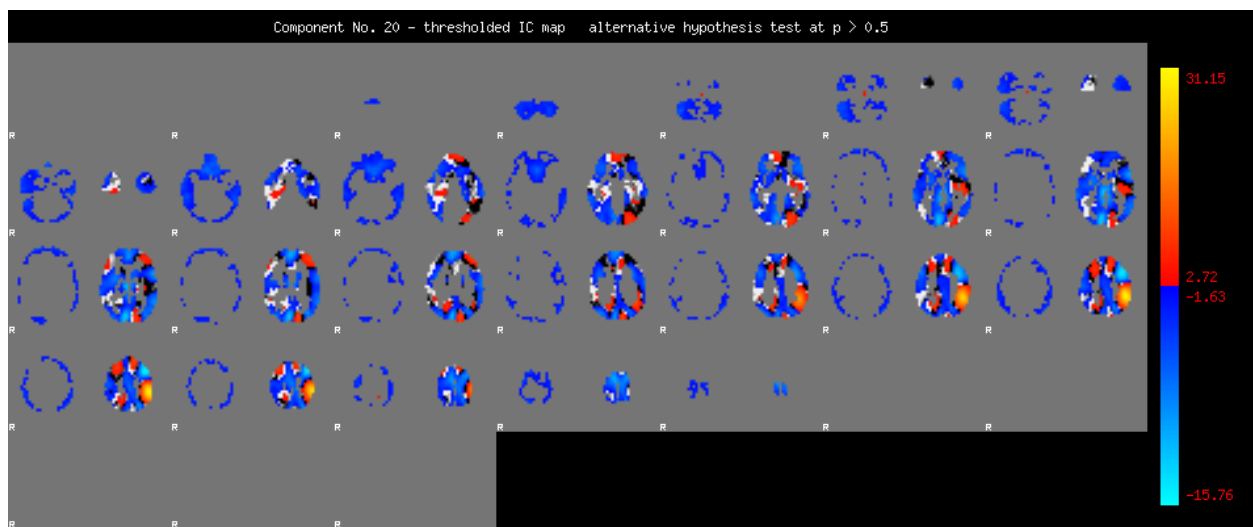 Component No. 20 – thresholded IC map   alternative hypothesis test at p > 0.5
31.15
R R R R R R R
R R R R R R R
2.72
-1.63
R R R R R R R
R R R R R R R
-15.76
R R R